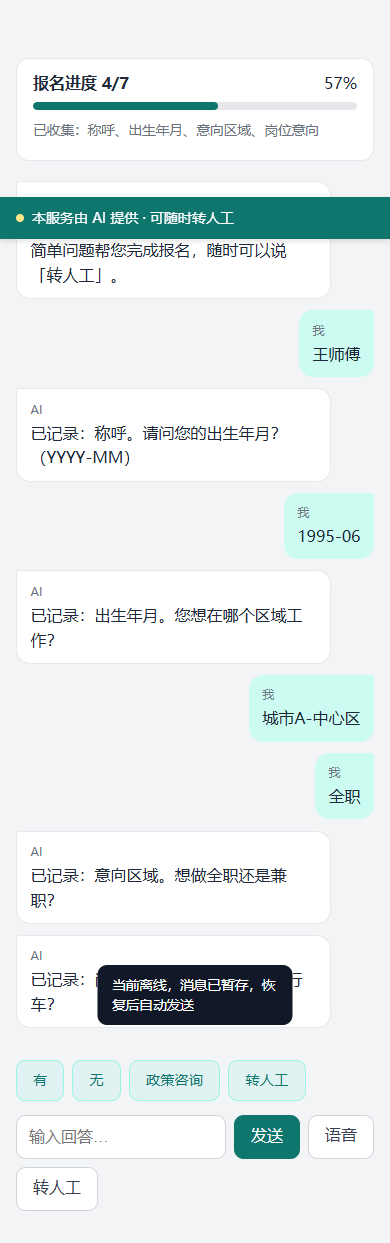 报名进度 4/7
57%
已收集：称呼、出生年月、意向区域、岗位意向
本服务由 AI 提供 · 可随时转人工
简单问题帮您完成报名，随时可以说
「转人工」。
我
王师傅
AI
已记录：称呼。请问您的出生年月？
（YYYY-MM）
我
1995-06
AI
已记录：出生年月。您想在哪个区域工
作？
我
城市A-中心区
我
全职
AI
已记录：意向区域。想做全职还是兼
职？
AI
已记录：
行
车？
当前离线，消息已暂存，恢
复后自动发送
有
无
政策咨询
转人工
输入回答...
发送
语音
转人工